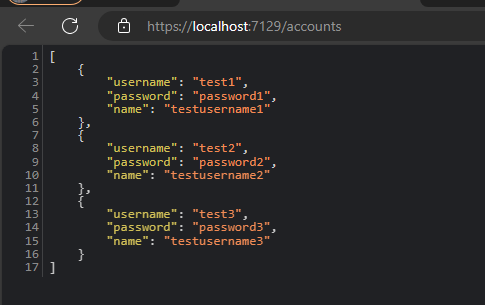 https://localhost:7129/accounts
1 [
2 {
3 "username": "test1",
4 "password": "password1",
5 "name": "testusername1"
6 },
7 {
8 "username": "test2",
9 "password": "password2",
10 "name": "testusername2"
11 },
12 {
13 "username": "test3",
14 "password": "password3",
15 "name": "testusername3"
16 }
17 ]